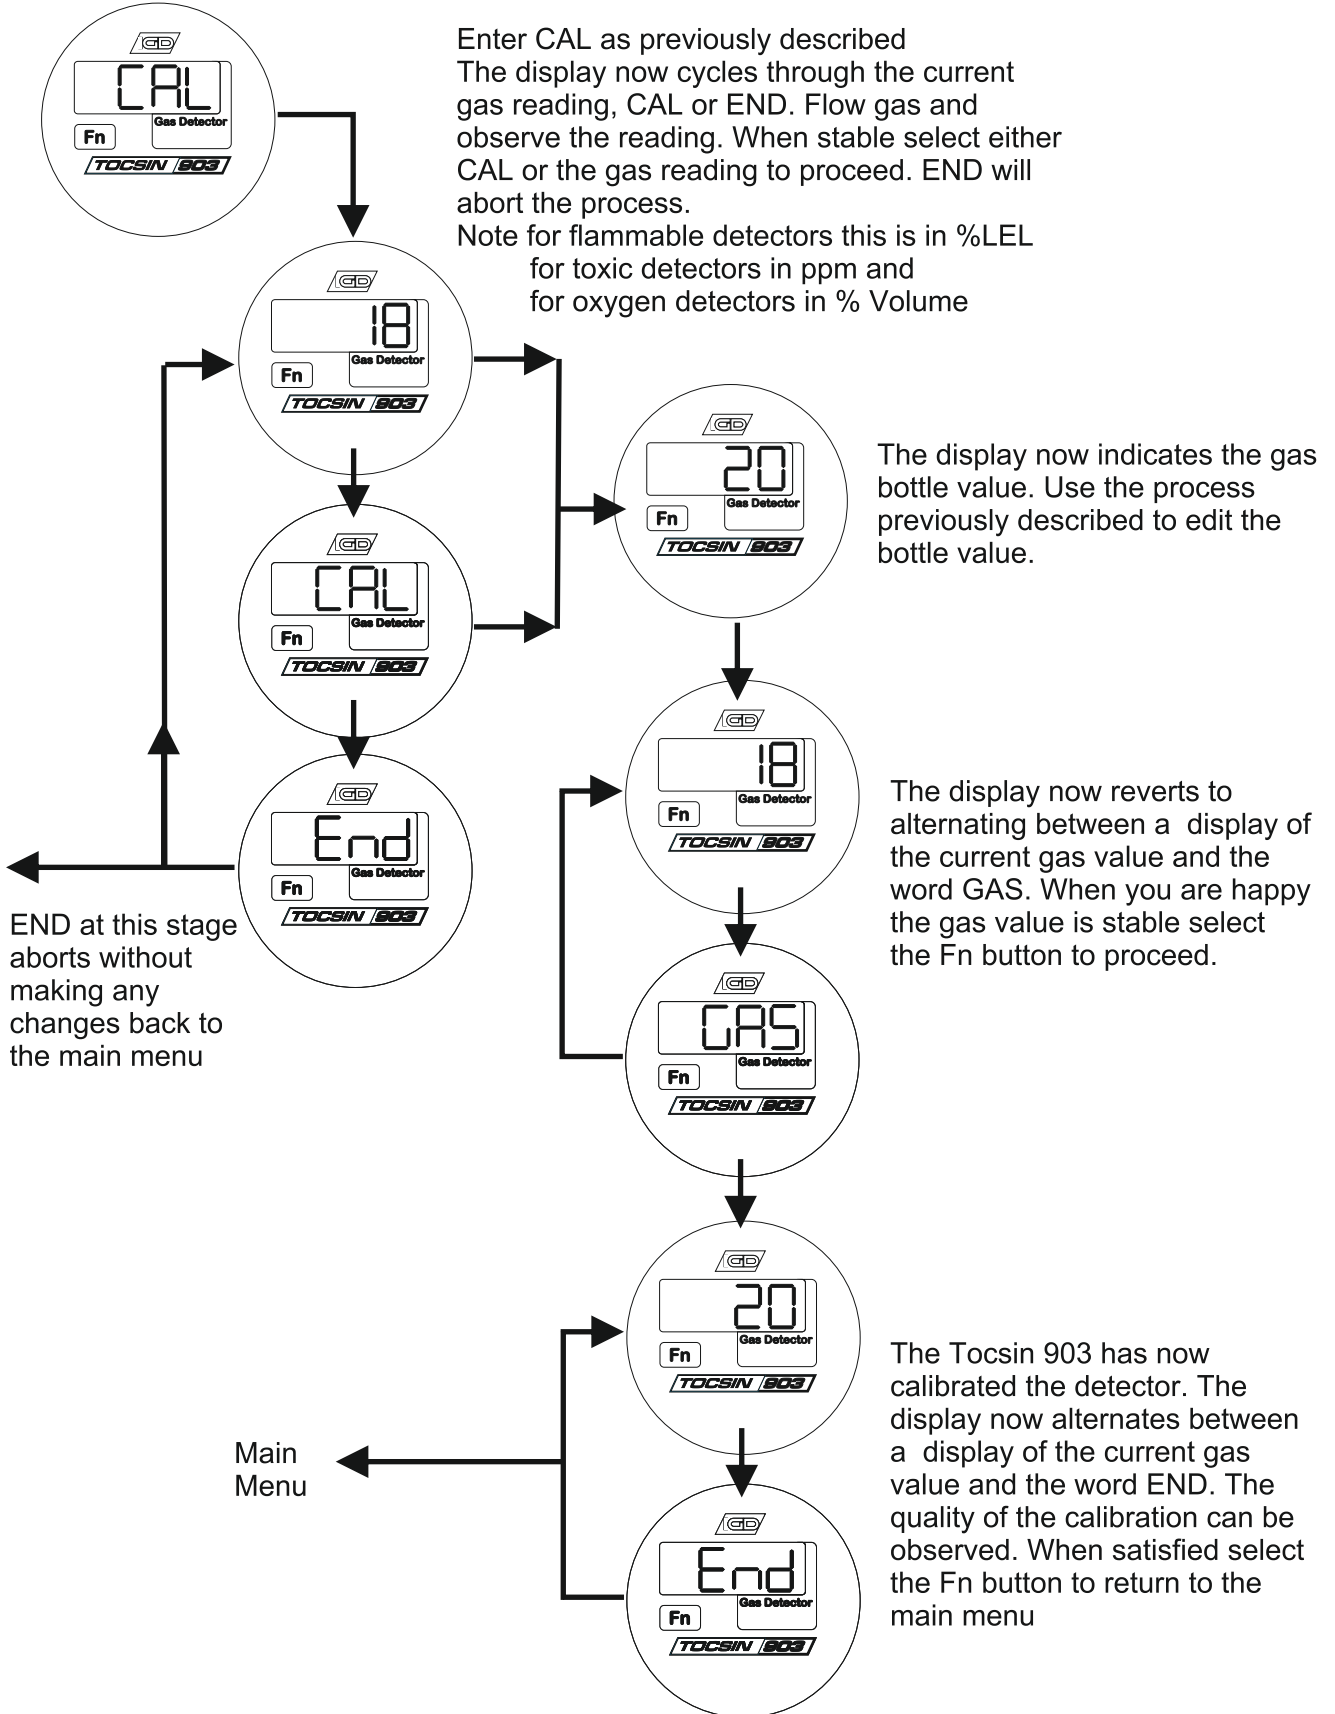 GD
CAL
Gas Detector
Fn
TOCSIN 903
Enter CAL as previously described
The display now cycles through the current
gas reading, CAL or END. Flow gas and
observe the reading. When stable select either
CAL or the gas reading to proceed. END will
abort the process.
Note for flammable detectors this is in %LEL
for toxic detectors in ppm and
for oxygen detectors in % Volume
GD
18
Gas Detector
Fn
TOCSIN 903
GD
20
Gas Detector
Fn
TOCSIN 903
The display now indicates the gas
bottle value. Use the process
previously described to edit the
bottle value.
GD
CAL
Gas Detector
Fn
TOCSIN 903
GD
End
Gas Detector
Fn
TOCSIN 903
END at this stage
aborts without
making any
changes back to
the main menu
GD
18
Gas Detector
Fn
TOCSIN 903
The display now reverts to
alternating between a  display of
the current gas value and the
word GAS. When you are happy
the gas value is stable select
the Fn button to proceed.
GD
GAS
Gas Detector
Fn
TOCSIN 903
GD
20
Gas Detector
Fn
TOCSIN 903
Main
Menu
The Tocsin 903 has now
calibrated the detector. The
display now alternates between
a  display of the current gas
value and the word END. The
quality of the calibration can be
observed. When satisfied select
the Fn button to return to the
main menu
GD
End
Gas Detector
Fn
TOCSIN 903